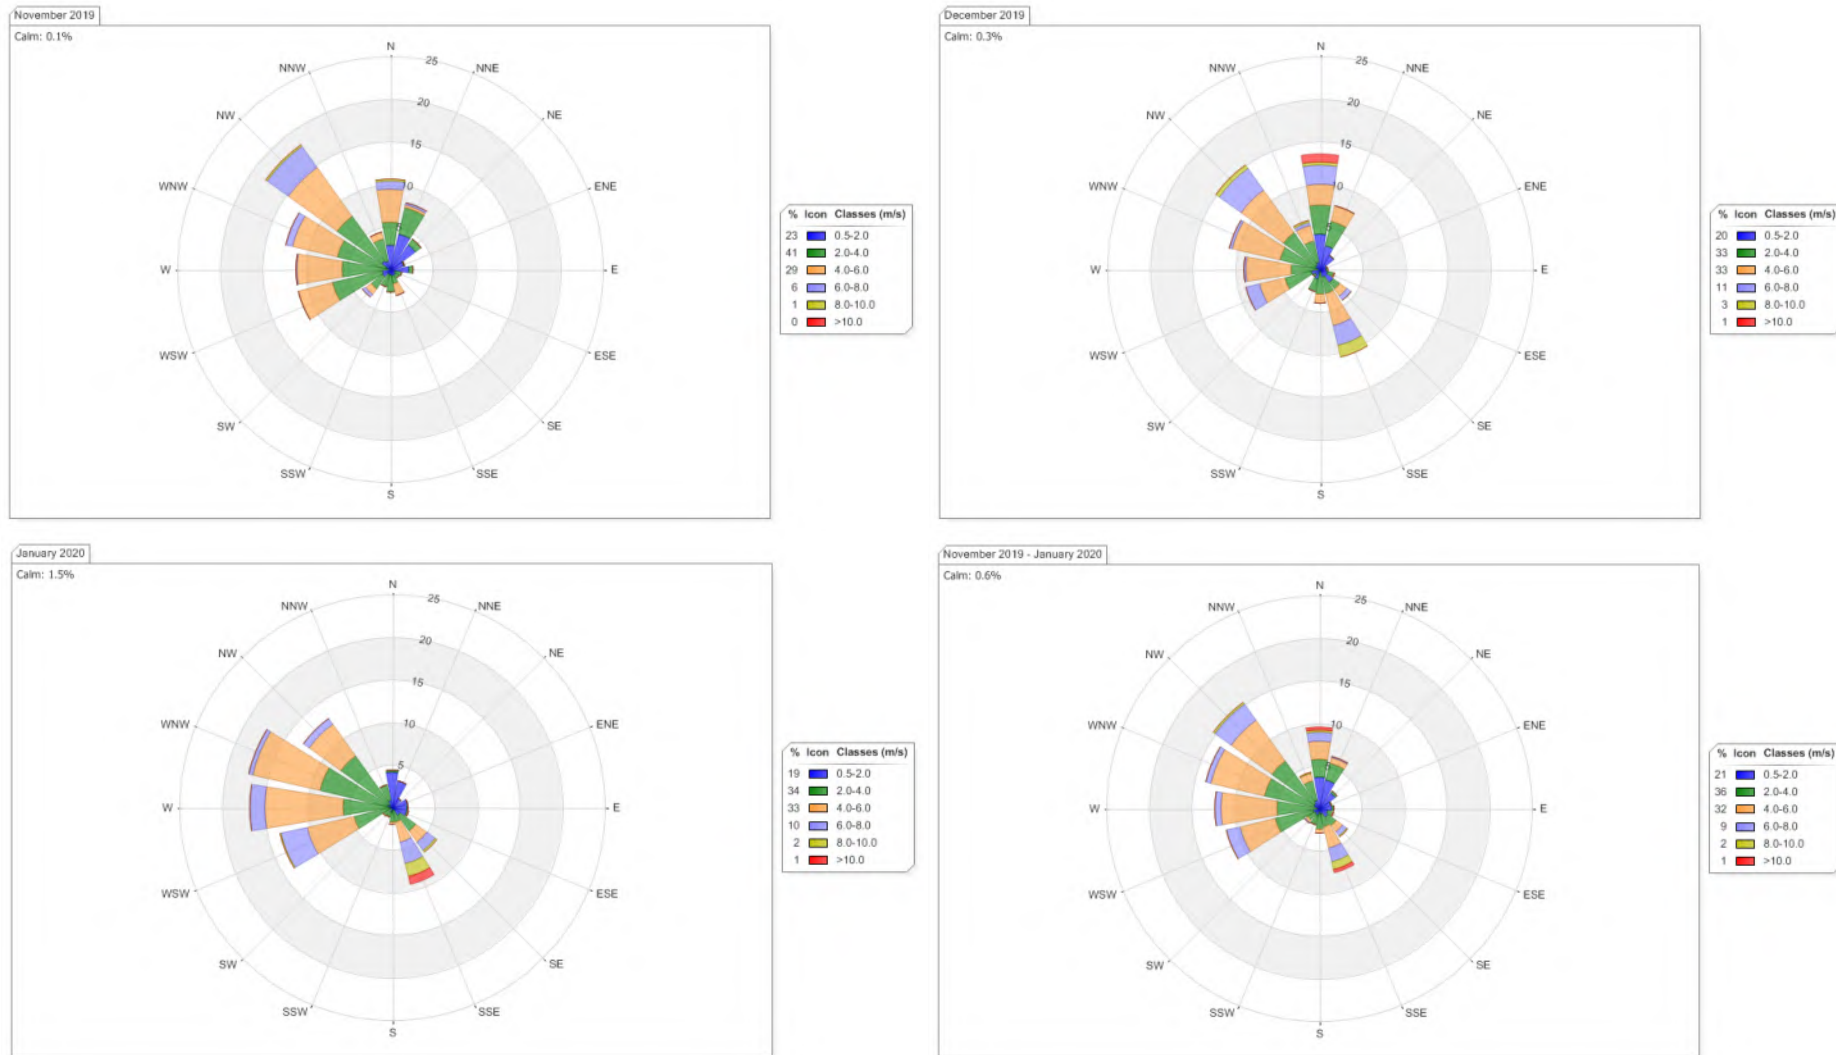 November 2019
Calm: 0.1%
N
NNE
NE
ENE
E
ESE
SE
SSE
S
SSW
SW
WSW
W
WNW
NW
NNW
25
20
15
10
5
% Icon Classes (m/s)
23 0.5-2.0
41 2.0-4.0
29 4.0-6.0
6 6.0-8.0
1 8.0-10.0
0 >10.0
December 2019
Calm: 0.3%
N
NNE
NE
ENE
E
ESE
SE
SSE
S
SSW
SW
WSW
W
WNW
NW
NNW
25
20
15
10
5
% Icon Classes (m/s)
20 0.5-2.0
33 2.0-4.0
33 4.0-6.0
11 6.0-8.0
3 8.0-10.0
1 >10.0
January 2020
Calm: 1.5%
N
NNE
NE
ENE
E
ESE
SE
SSE
S
SSW
SW
WSW
W
WNW
NW
NNW
25
20
15
10
5
% Icon Classes (m/s)
19 0.5-2.0
34 2.0-4.0
33 4.0-6.0
10 6.0-8.0
2 8.0-10.0
1 >10.0
November 2019 - January 2020
Calm: 0.6%
N
NNE
NE
ENE
E
ESE
SE
SSE
S
SSW
SW
WSW
W
WNW
NW
NNW
25
20
15
10
5
% Icon Classes (m/s)
21 0.5-2.0
36 2.0-4.0
32 4.0-6.0
9 6.0-8.0
2 8.0-10.0
1 >10.0